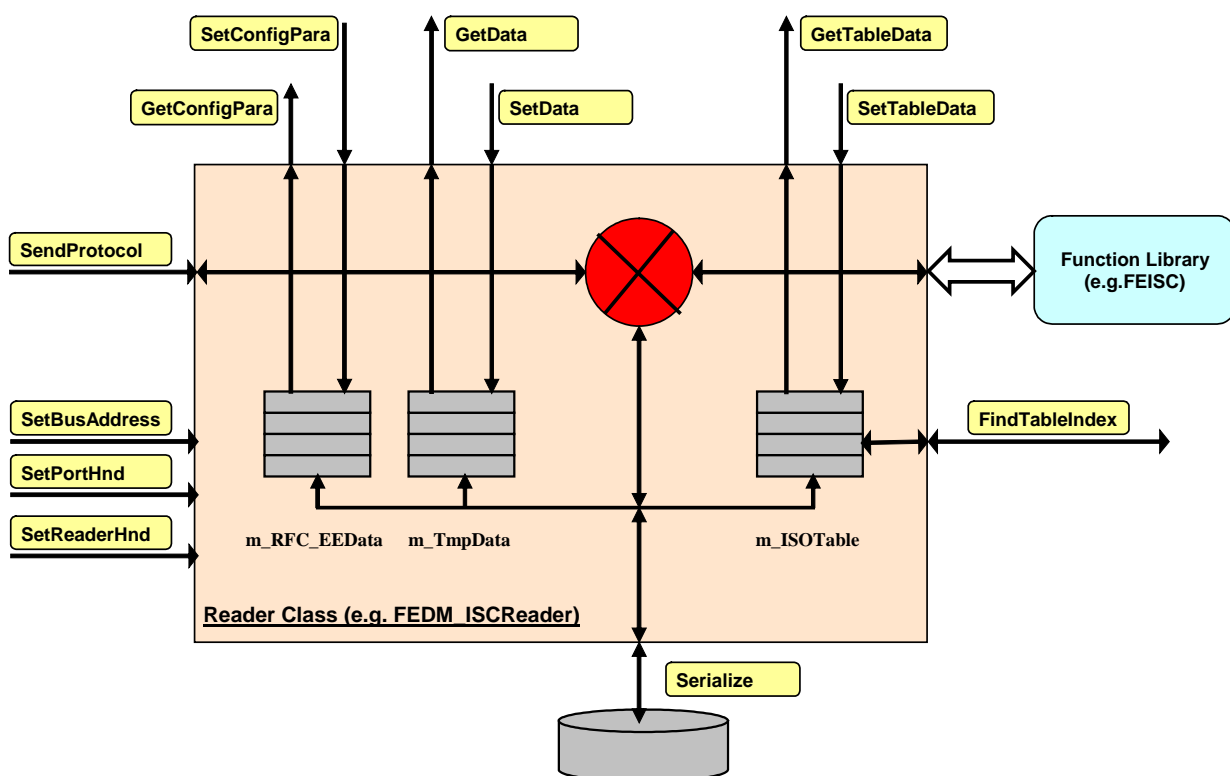 SetConfigPara
GetData
GetTableData
GetConfigPara
SetData
SetTableData
SendProtocol
Function Library
(e.g.FEISC)
SetBusAddress
FindTableIndex
SetPortHnd
SetReaderHnd
m_RFC_EEData
m_TmpData
m_ISOTable
Reader Class (e.g. FEDM_ISCReader)
Serialize